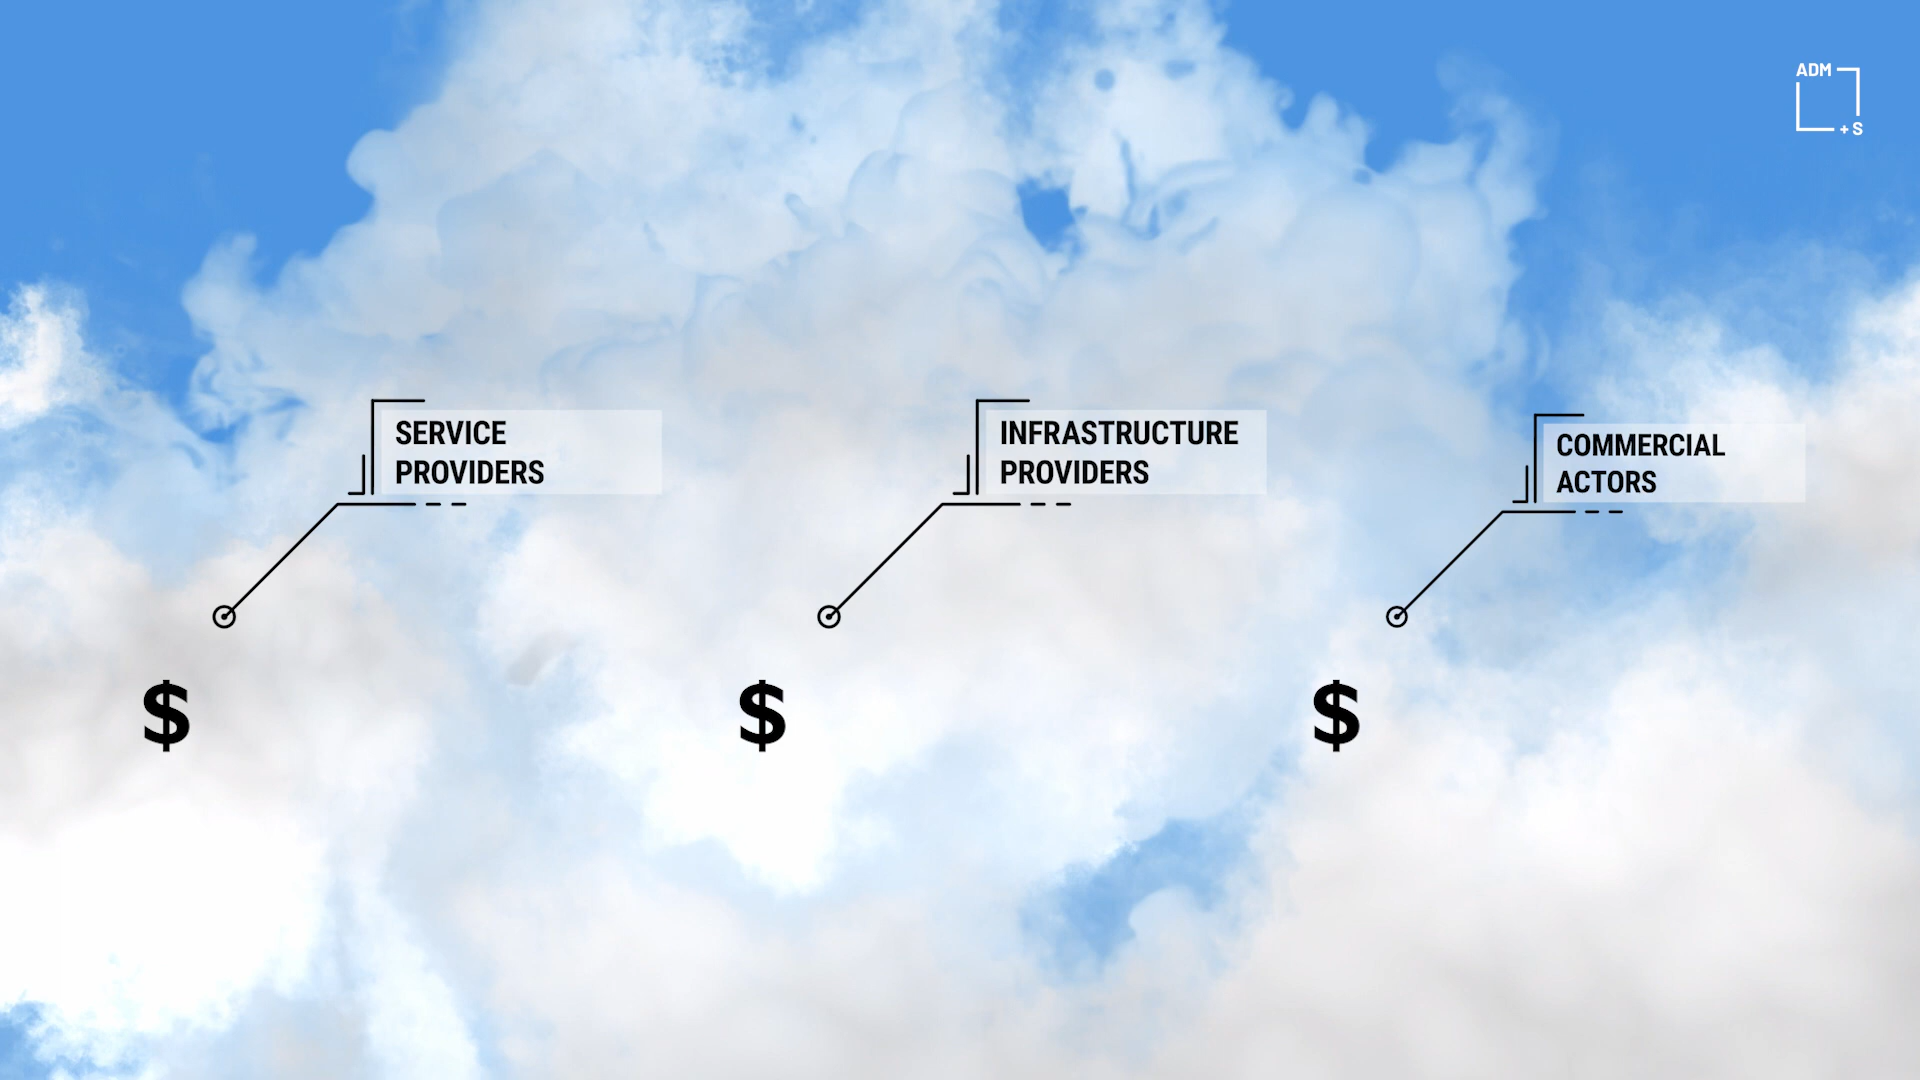 ADM
+S
SERVICE
PROVIDERS
INFRASTRUCTURE
PROVIDERS
COMMERCIAL
ACTORS
$
$
$